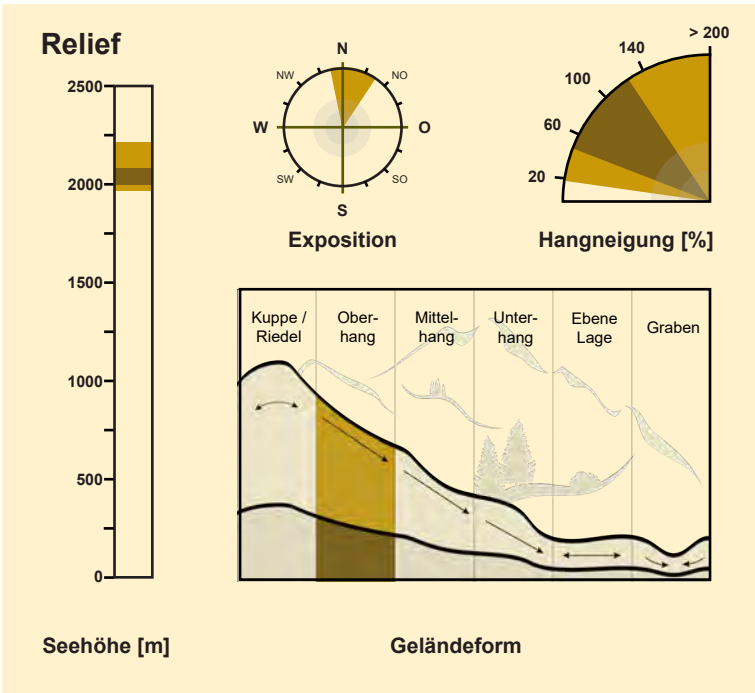 Relief
2500
2000
1500
1000
500
0
Seehöhe [m]
N
NW
NO
W
O
SW
SO
S
Exposition
> 200
140
100
60
20
Hangneigung [%]
Kuppe /
Riedel
Ober-
hang
Mittel-
hang
Unter-
hang
Ebene
Lage
Graben
Geländeform